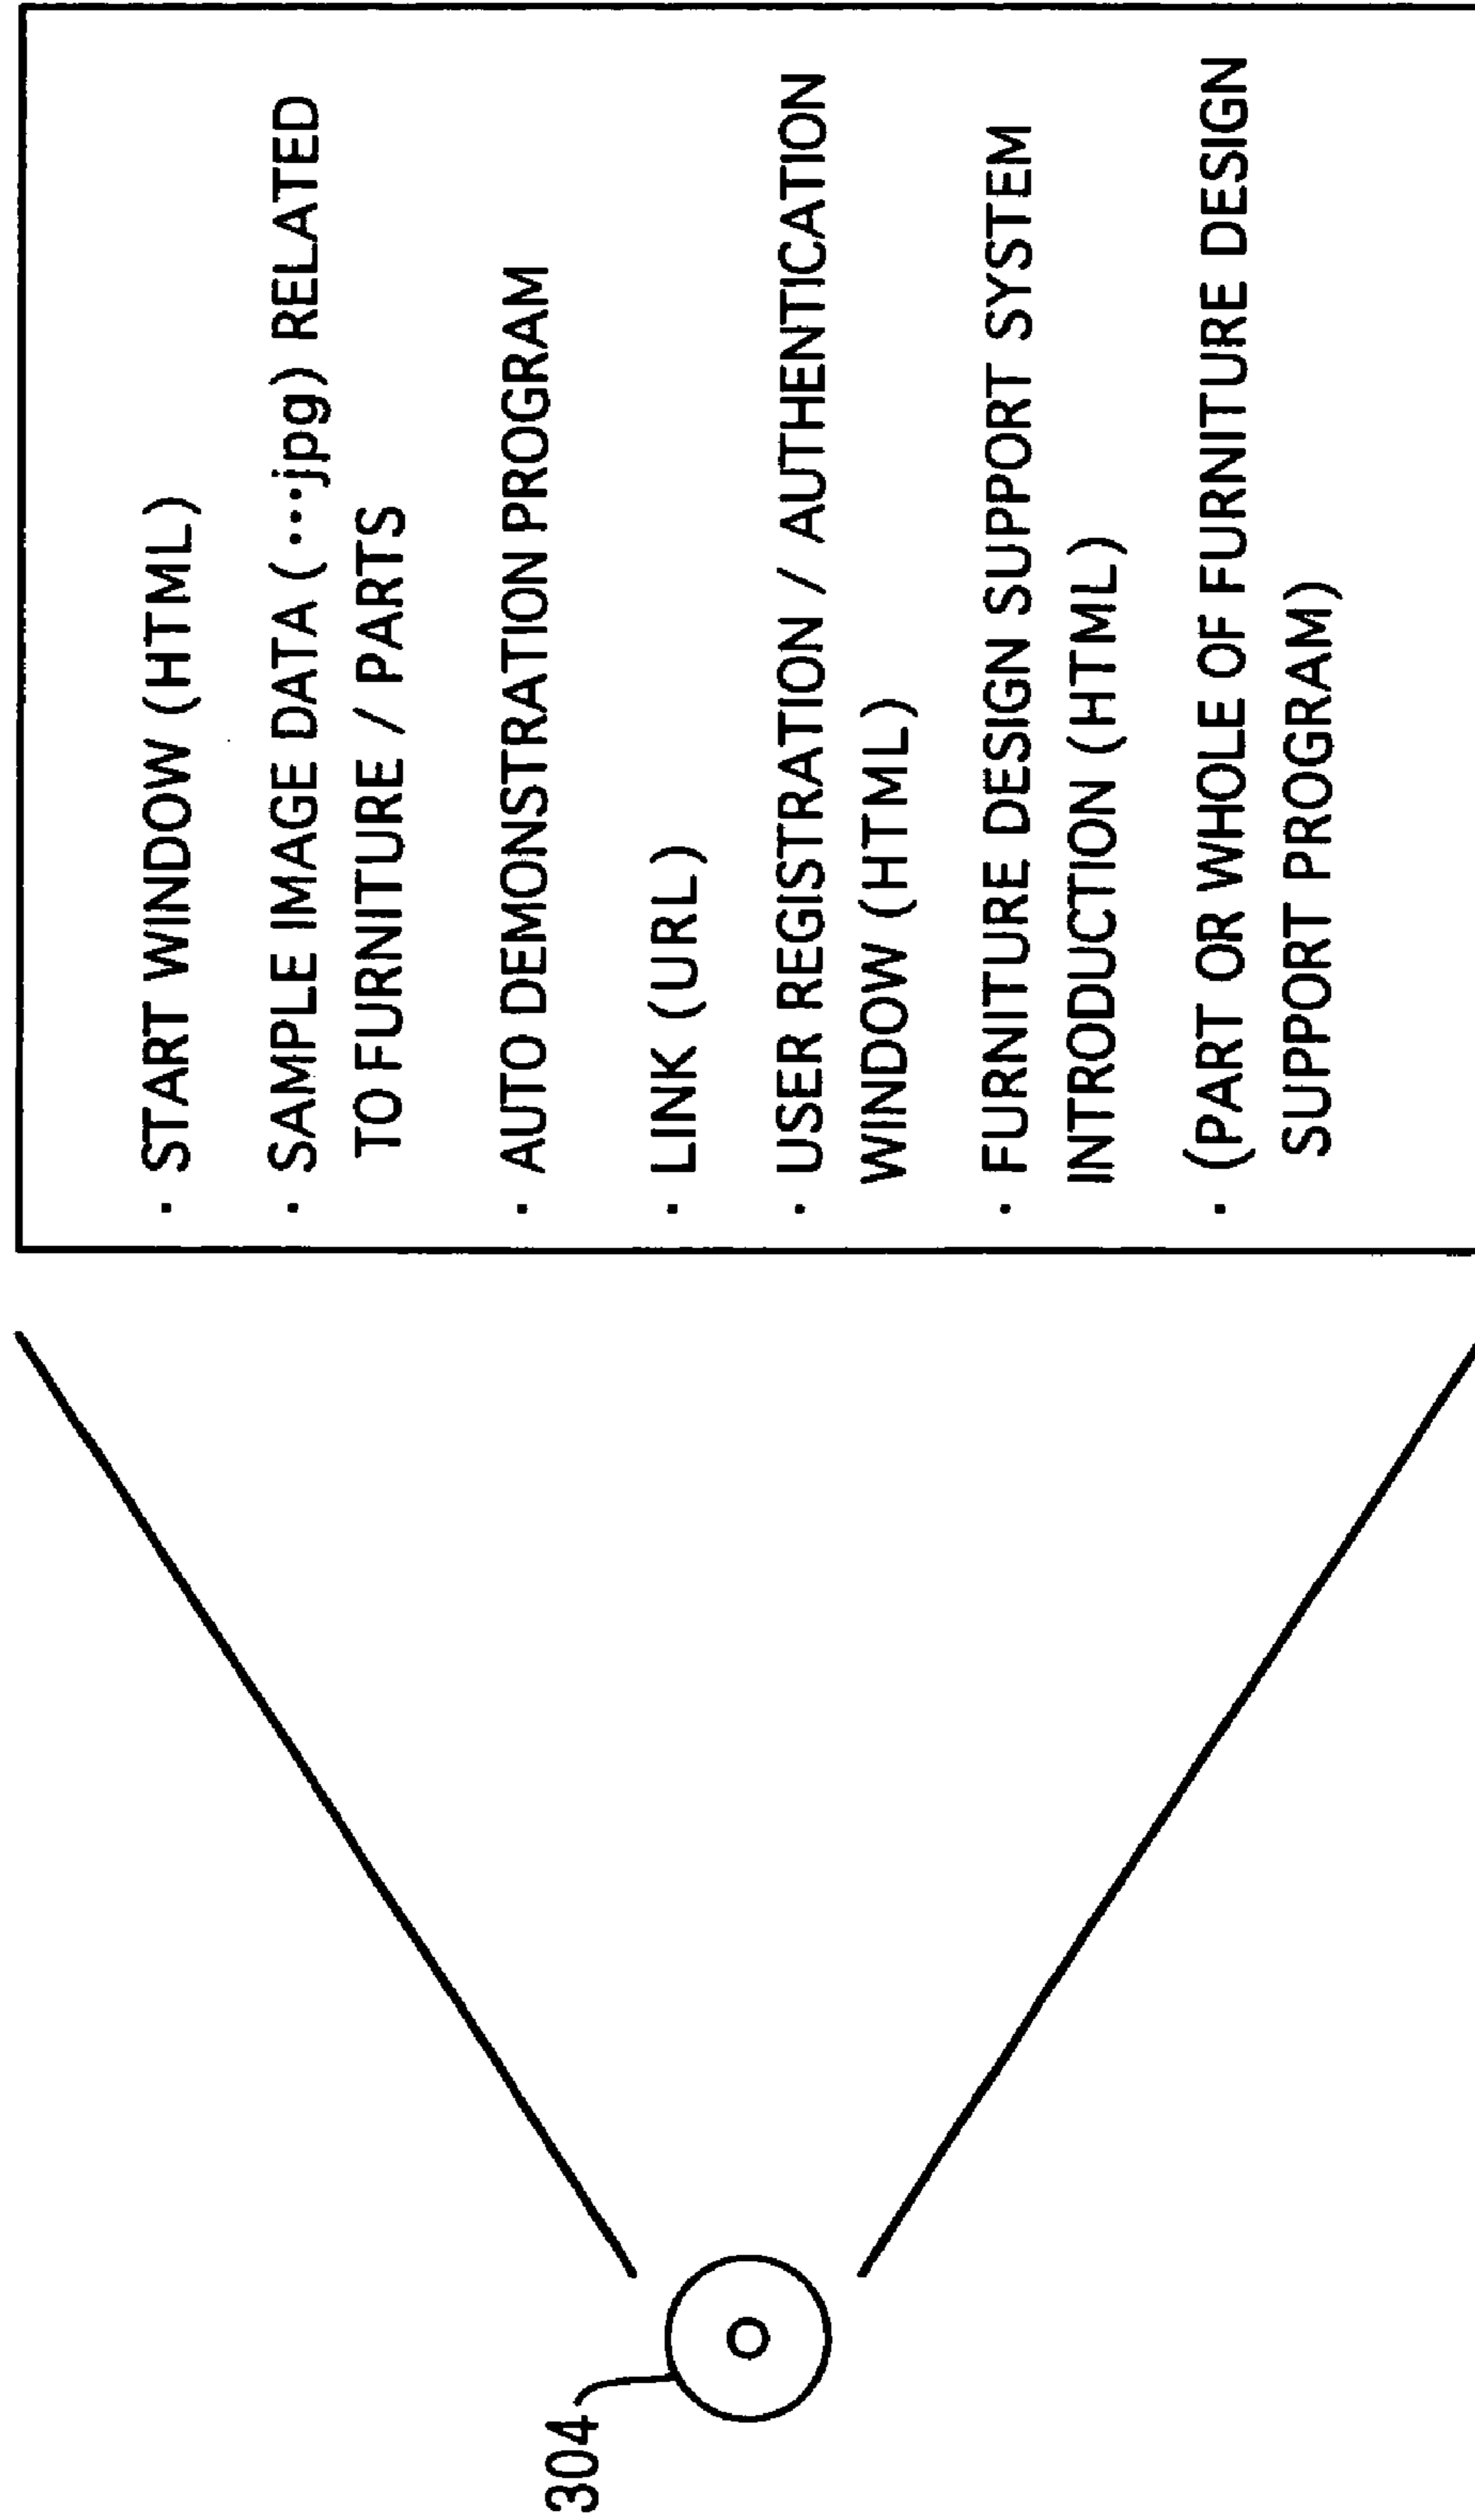 · START WINDOW (HTML)
· SAMPLE IMAGE DATA (···jpg) RELATED
TO FURNITURE / PARTS
· AUTO DEMONSTRATION PROGRAM
· LINK (URL)
· USER REGISTRATION / AUTHENTICATION
WINDOW (HTML)
· FURNITURE DESIGN SUPPORT SYSTEM
INTRODUCTION (HTML)
· (PART OR WHOLE OF FURNITURE DESIGN
SUPPORT PROGRAM)
304